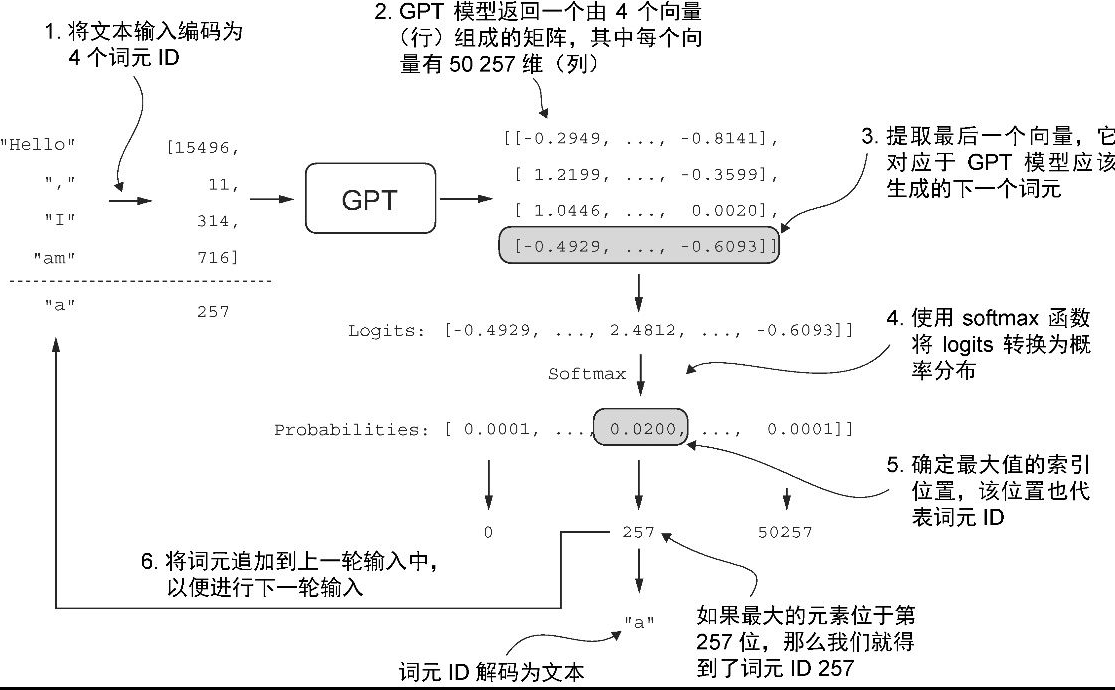 1. 将文本输入编码为
4 个词元 ID
2. GPT 模型返回一个由 4 个向量
（行）组成的矩阵，其中每个向
量有 50 257 维（列）
"Hello"
","
"I"
"am"
"a"
[15496,
11,
314,
716]
257
GPT
[[-0.2949, ..., -0.8141],
[ 1.2199, ..., -0.3599],
[ 1.0446, ..., 0.0020],
[-0.4929, ..., -0.6093]]
3. 提取最后一个向量，它
对应于 GPT 模型应该
生成的下一个词元
Logits: [-0.4929, ..., 2.4812, ..., -0.6093]]
4. 使用 softmax 函数
将 logits 转换为概
率分布
Softmax
Probabilities: [ 0.0001, ..., 0.0200, ..., 0.0001]]
5. 确定最大值的索引
位置，该位置也代
表词元 ID
0
257
50257
6. 将词元追加到上一轮输入中，
以便进行下一轮输入
"a"
如果最大的元素位于第
257 位，那么我们就得
到了词元 ID 257
词元 ID 解码为文本